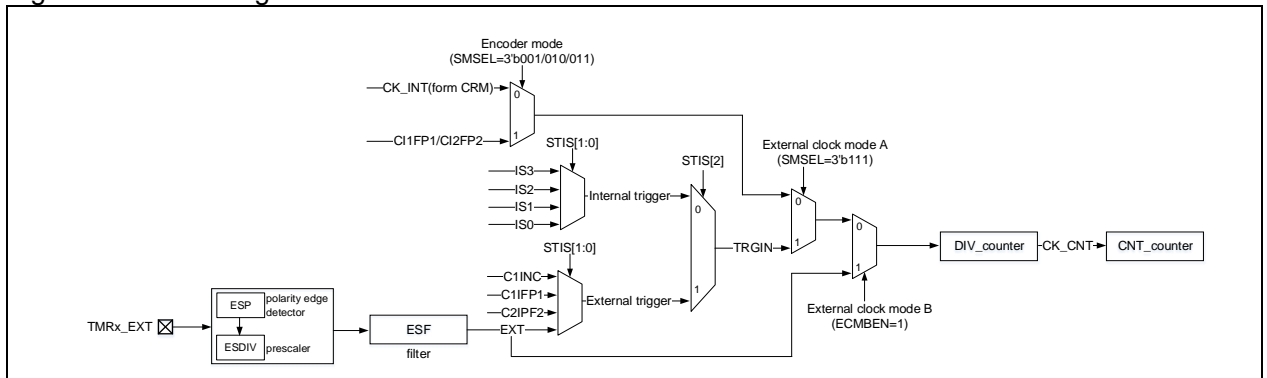 Encoder mode
(SMSEL=3'b001/010/011)
CK_INT(form CRM)
0
CI1FP1/CI2FP2
1
STIS[1:0]
External clock mode A
(SMSEL=3'b111)
STIS[2]
IS3
IS2
IS1
IS0
Internal trigger
0
0
0
STIS[1:0]
TRGIN
1
DIV_counter
CK_CNT
CNT_counter
C1INC
C1IFP1
C2IPF2
EXT
External trigger
1
1
External clock mode B
(ECMBEN=1)
TMRx_EXT
ESP
polarity edge
detector
ESDIV
prescaler
ESF
filter